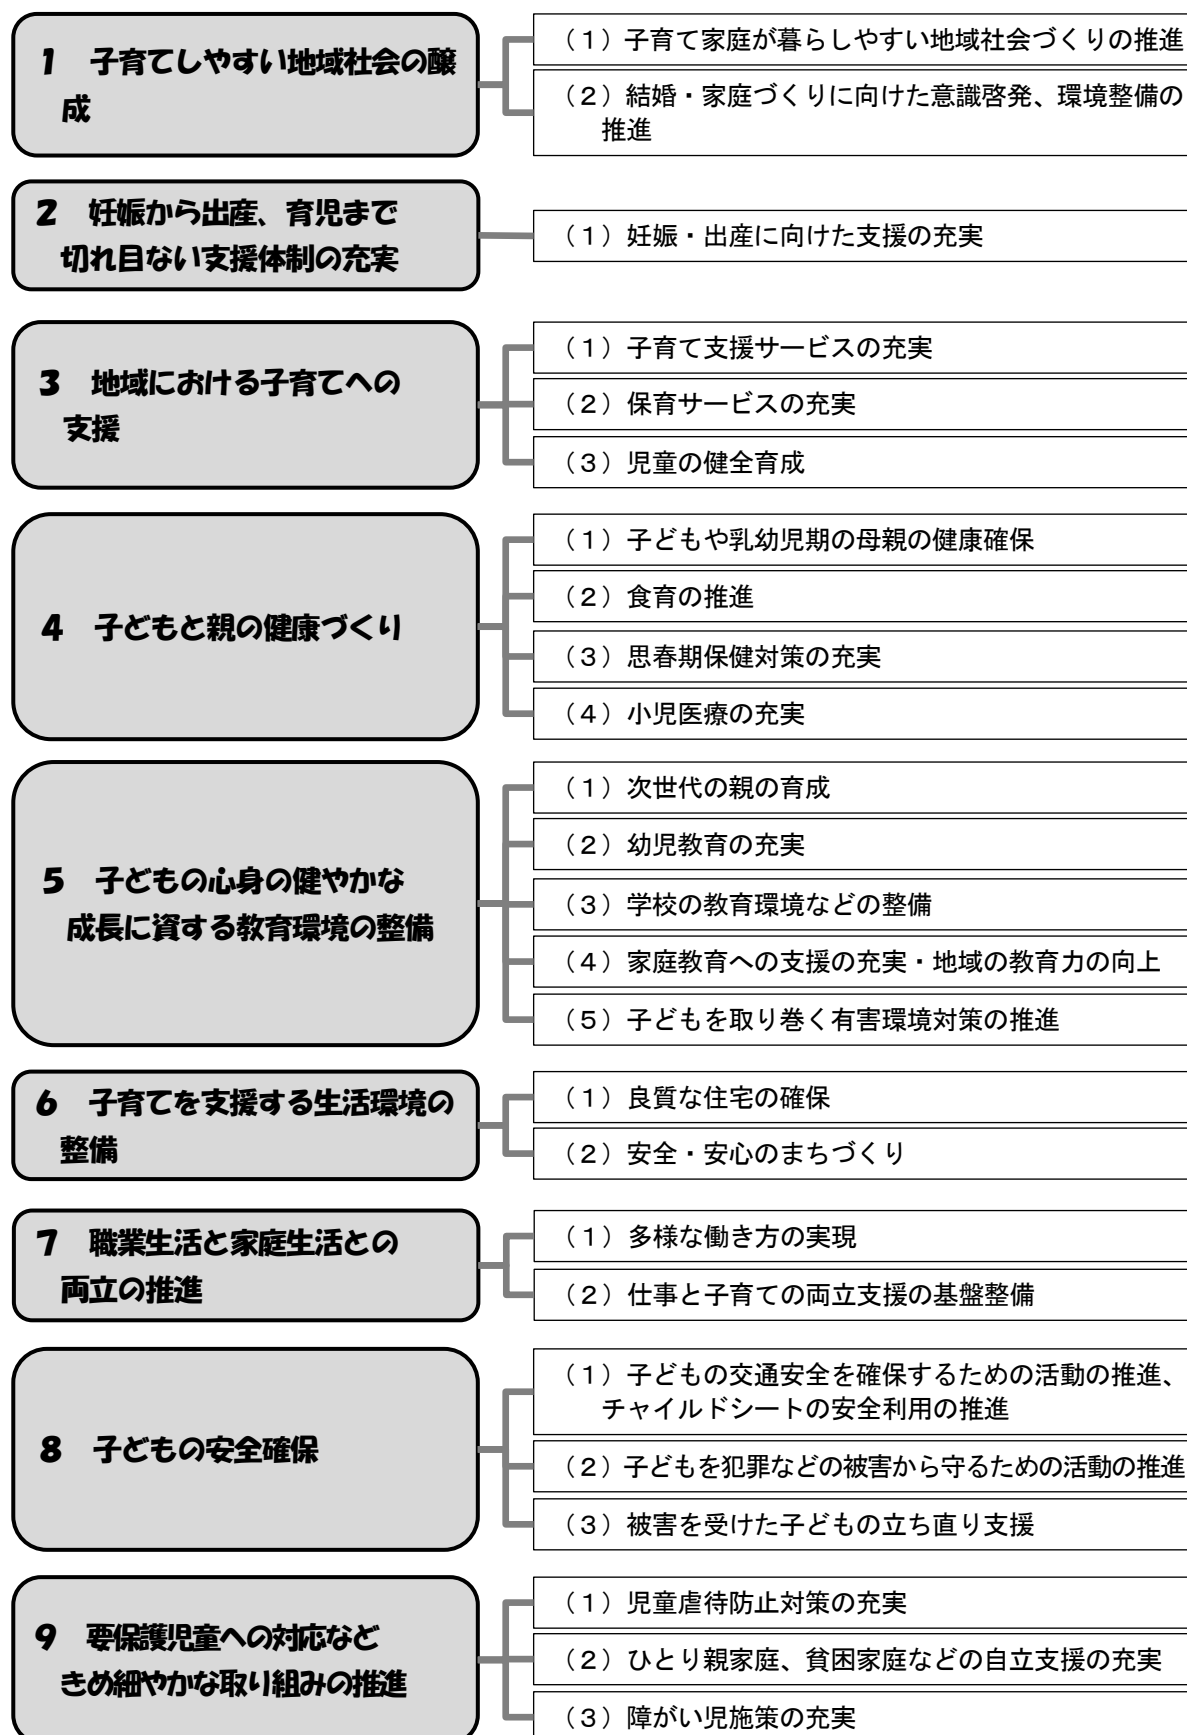 1 子育てしやすい地域社会の醸
成
（１）子育て家庭が暮らしやすい地域社会づくりの推進
（２）結婚・家庭づくりに向けた意識啓発、環境整備の
推進
2 妊娠から出産、育児まで
切れ目ない支援体制の充実
（１）妊娠・出産に向けた支援の充実
3 地域における子育てへの
支援
（１）子育て支援サービスの充実
（２）保育サービスの充実
（３）児童の健全育成
4 子どもと親の健康づくり
（１）子どもや乳幼児期の母親の健康確保
（２）食育の推進
（３）思春期保健対策の充実
（４）小児医療の充実
5 子どもの心身の健やかな
成長に資する教育環境の整備
（１）次世代の親の育成
（２）幼児教育の充実
（３）学校の教育環境などの整備
（４）家庭教育への支援の充実・地域の教育力の向上
（５）子どもを取り巻く有害環境対策の推進
6 子育てを支援する生活環境の
整備
（１）良質な住宅の確保
（２）安全・安心のまちづくり
7 職業生活と家庭生活との
両立の推進
（１）多様な働き方の実現
（２）仕事と子育ての両立支援の基盤整備
8 子どもの安全確保
（１）子どもの交通安全を確保するための活動の推進、
チャイルドシートの安全利用の推進
（２）子どもを犯罪などの被害から守るための活動の推進
（３）被害を受けた子どもの立ち直り支援
9 要保護児童への対応など
きめ細やかな取り組みの推進
（１）児童虐待防止対策の充実
（２）ひとり親家庭、貧困家庭などの自立支援の充実
（３）障がい児施策の充実